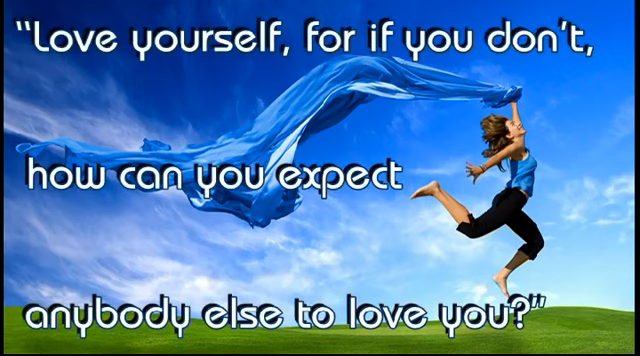 “Love yourself, for if you don't,
how can you expect
anybody else to love you?”